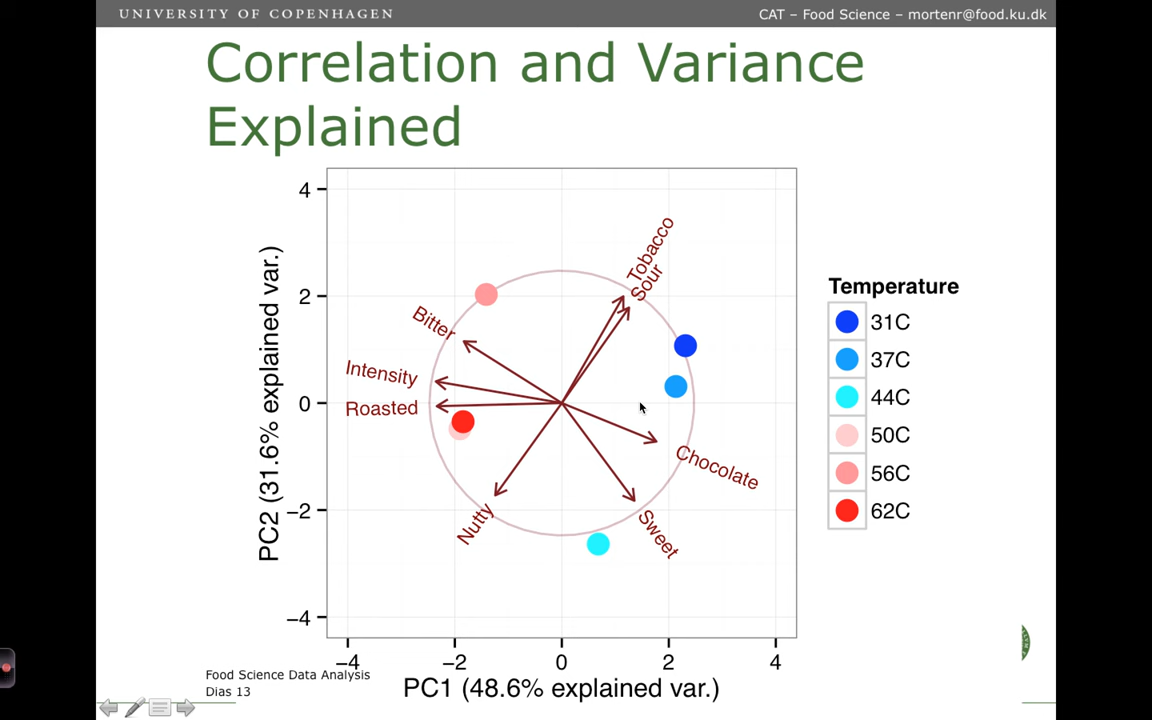 UNIVERSITY OF COPENHAGEN
CAT – Food Science – mortenr@food.ku.dk
Correlation and Variance
Explained
4
2
0
−2
−4
PC2 (31.6% explained var.)
Tobacco
Sour
Bitter
Intensity
Roasted
Chocolate
Nutty
Sweet
Temperature
31C
37C
44C
50C
56C
62C
−4
−2
0
2
4
PC1 (48.6% explained var.)
Food Science Data Analysis
Dias 13